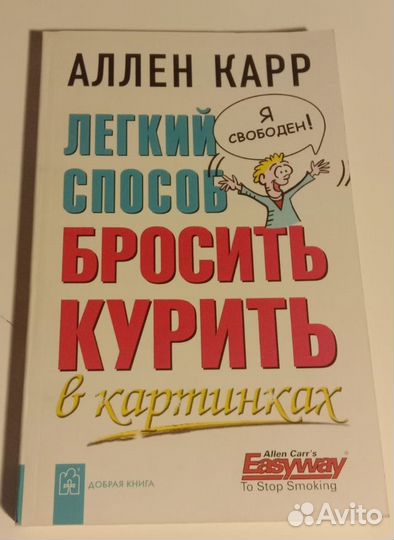 АЛЛЕН КАРР
Я
СВОБОДЕН!
ЛЕГКИЙ
СПОСОБ
БРОСИТЬ
КУРИТЬ
в картинках
ДОБРАЯ КНИГА
Allen Carr's
Easyway®
To Stop Smoking
Avito